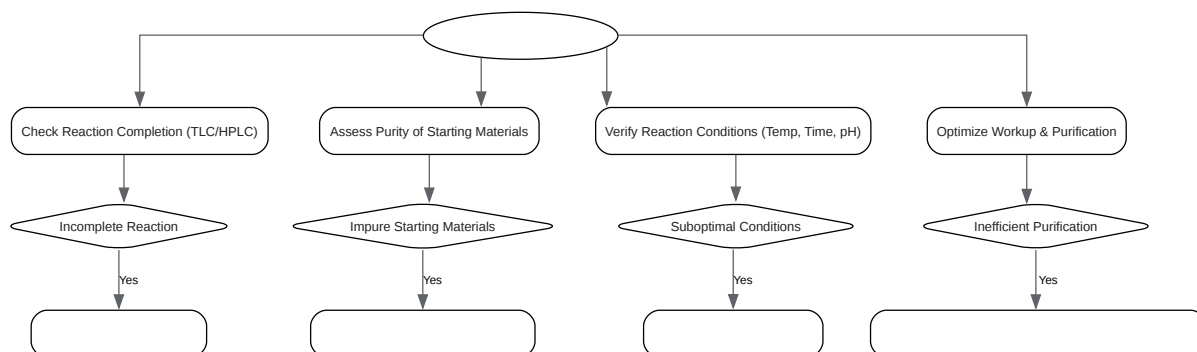 Check Reaction Completion (TLC/HPLC)
Assess Purity of Starting Materials
Verify Reaction Conditions (Temp, Time, pH)
Optimize Workup & Purification
Incomplete Reaction
Impure Starting Materials
Suboptimal Conditions
Inefficient Purification
Yes
Yes
Yes
Yes